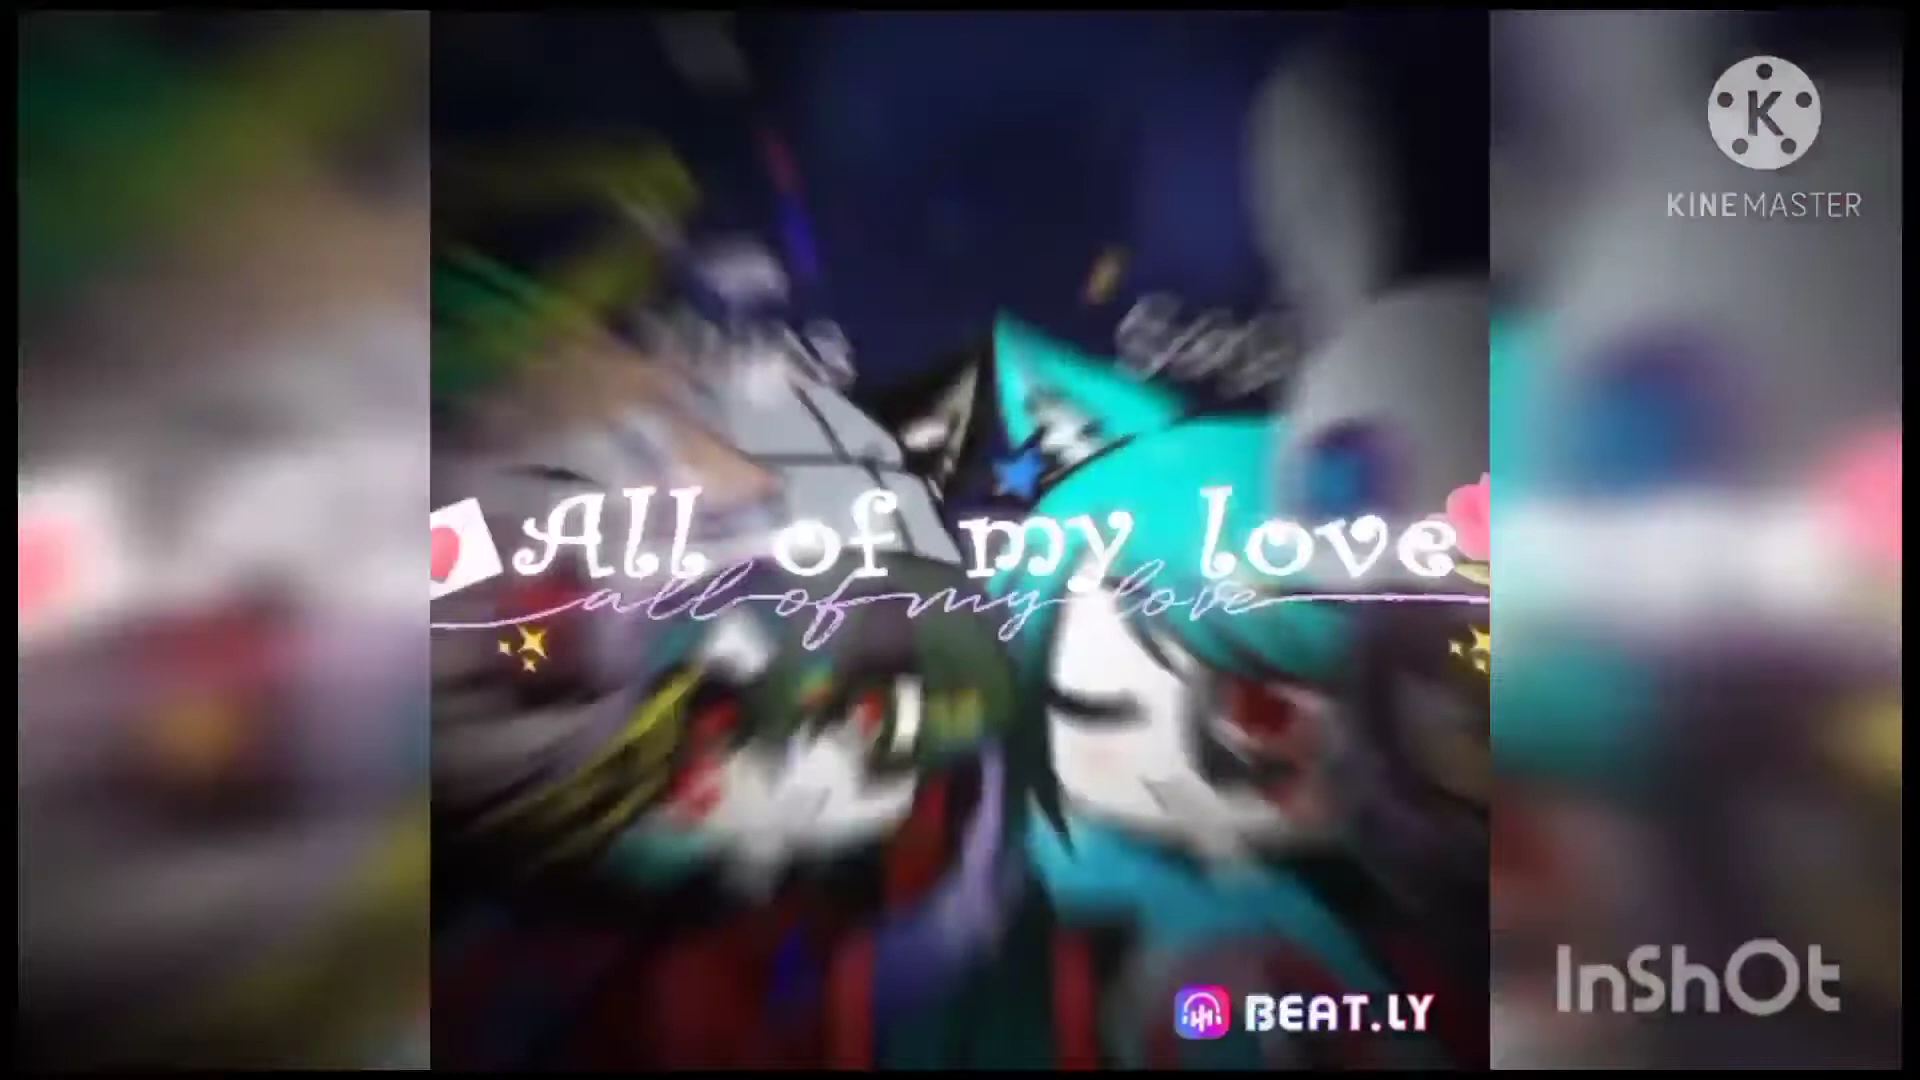 K
KINEMASTER
All of my love
all of my love
InShOt
BEAT.LY